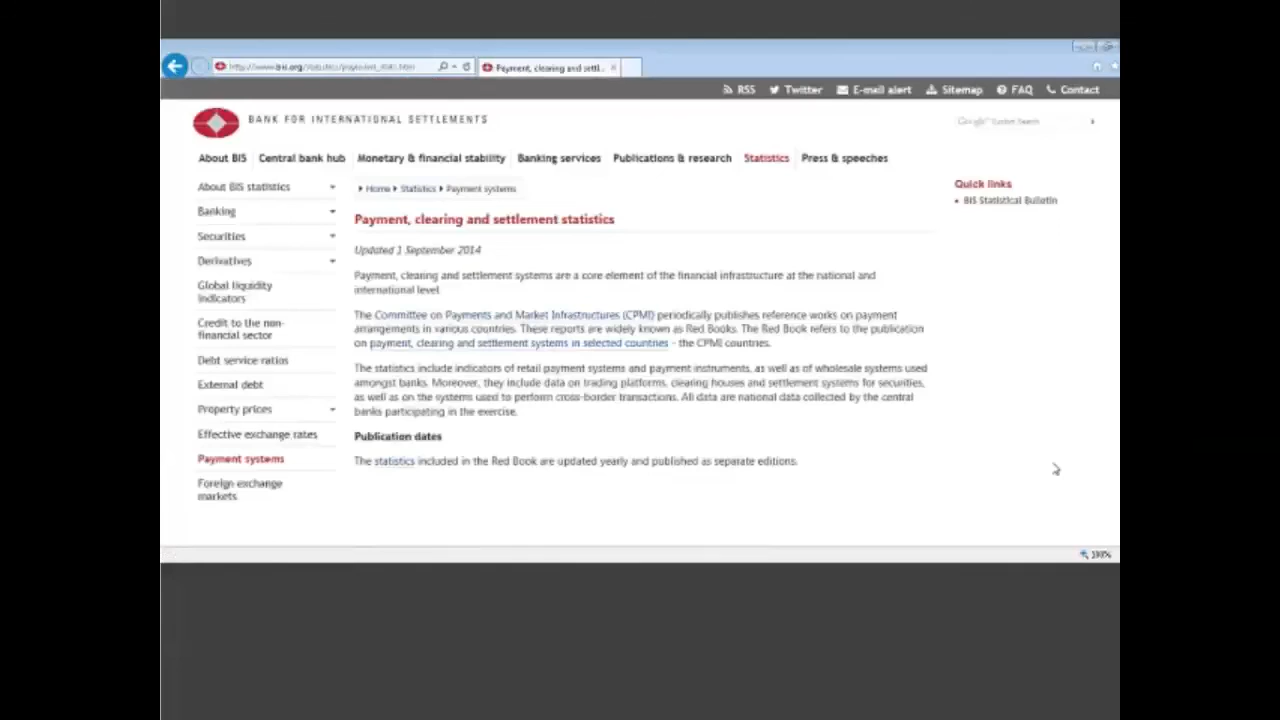 Payment, clearing and settl...
RSS Twitter E-mail alert Sitemap FAQ Contact
BANK FOR INTERNATIONAL SETTLEMENTS
Google Custom Search
About BIS Central bank hub Monetary & financial stability Banking services Publications & research Statistics Press & speeches
About BIS statistics
Banking
Securities
Derivatives
Global liquidity
indicators
Credit to the non-
financial sector
Debt service ratios
External debt
Property prices
Effective exchange rates
Payment systems
Foreign exchange
markets
Home Statistics Payment systems
Payment, clearing and settlement statistics
Updated 1 September 2014
Payment, clearing and settlement systems are a core element of the financial infrastructure at the national and
international level
The Committee on Payments and Market Infrastructures (CPMI) periodically publishes reference works on payment
arrangements in various countries. These reports are widely known as Red Books. The Red Book refers to the publication
on payment, clearing and settlement systems in selected countries - the CPMI countries.
The statistics include indicators of retail payment systems and payment instruments, as well as of wholesale systems used
amongst banks. Moreover, they include data on trading platforms, clearing houses and settlement systems for securities,
as well as on the systems used to perform cross-border transactions. All data are national data collected by the central
banks participating in the exercise.
Publication dates
The statistics included in the Red Book are updated yearly and published as separate editions.
Quick links
BIS Statistical Bulletin
100%